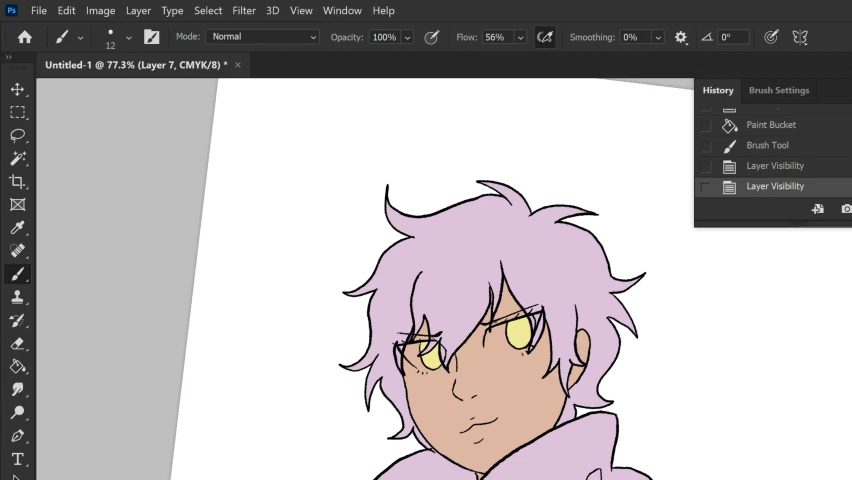 Ps File Edit Image Layer Type Select Filter 3D View Window Help
12 Mode: Normal Opacity: 100% Flow: 56% Smoothing: 0% 0°
Untitled-1 @ 77.3% (Layer 7, CMYK/8) * ×
History Brush Settings
Paint Bucket
Brush Tool
Layer Visibility
Layer Visibility
T